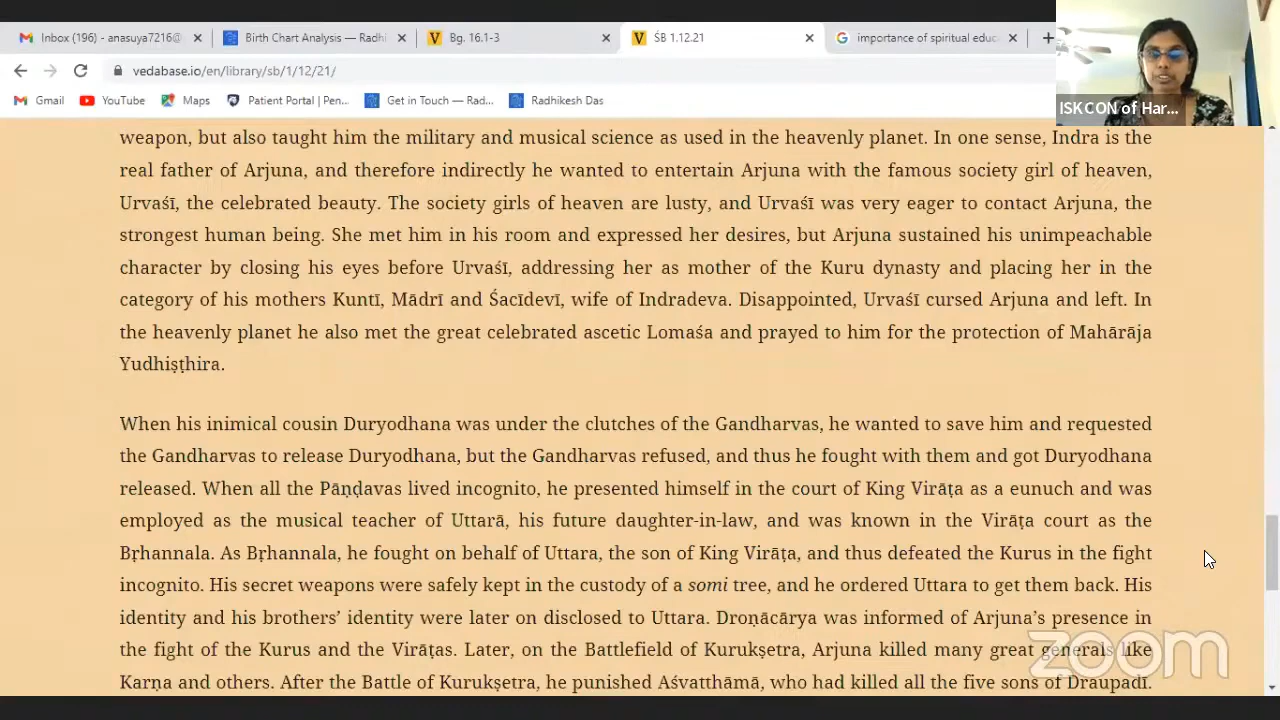 Inbox (196) - anasuya7216@
Birth Chart Analysis — Radhi
Bg. 16.1-3
ŚB 1.12.21
importance of spiritual educ
vedabase.io/en/library/sb/1/12/21/
Gmail
YouTube
Maps
Patient Portal | Pen...
Get in Touch — Rad...
Radhikesh Das
ISKCON of Har...
weapon, but also taught him the military and musical science as used in the heavenly planet. In one sense, Indra is the
real father of Arjuna, and therefore indirectly he wanted to entertain Arjuna with the famous society girl of heaven,
Urvaśī, the celebrated beauty. The society girls of heaven are lusty, and Urvaśī was very eager to contact Arjuna, the
strongest human being. She met him in his room and expressed her desires, but Arjuna sustained his unimpeachable
character by closing his eyes before Urvaśī, addressing her as mother of the Kuru dynasty and placing her in the
category of his mothers Kuntī, Mādrī and Śacīdevī, wife of Indradeva. Disappointed, Urvaśī cursed Arjuna and left. In
the heavenly planet he also met the great celebrated ascetic Lomaśa and prayed to him for the protection of Mahārāja
Yudhiṣṭhira.
When his inimical cousin Duryodhana was under the clutches of the Gandharvas, he wanted to save him and requested
the Gandharvas to release Duryodhana, but the Gandharvas refused, and thus he fought with them and got Duryodhana
released. When all the Pāṇḍavas lived incognito, he presented himself in the court of King Virāṭa as a eunuch and was
employed as the musical teacher of Uttarā, his future daughter-in-law, and was known in the Virāṭa court as the
Bṛhannala. As Bṛhannala, he fought on behalf of Uttara, the son of King Virāṭa, and thus defeated the Kurus in the fight
incognito. His secret weapons were safely kept in the custody of a somi tree, and he ordered Uttara to get them back. His
identity and his brothers’ identity were later on disclosed to Uttara. Droṇācārya was informed of Arjuna’s presence in
the fight of the Kurus and the Virāṭas. Later, on the Battlefield of Kurukṣetra, Arjuna killed many great generals like
Karṇa and others. After the Battle of Kurukṣetra, he punished Aśvatthāmā, who had killed all the five sons of Draupadī.
zoom